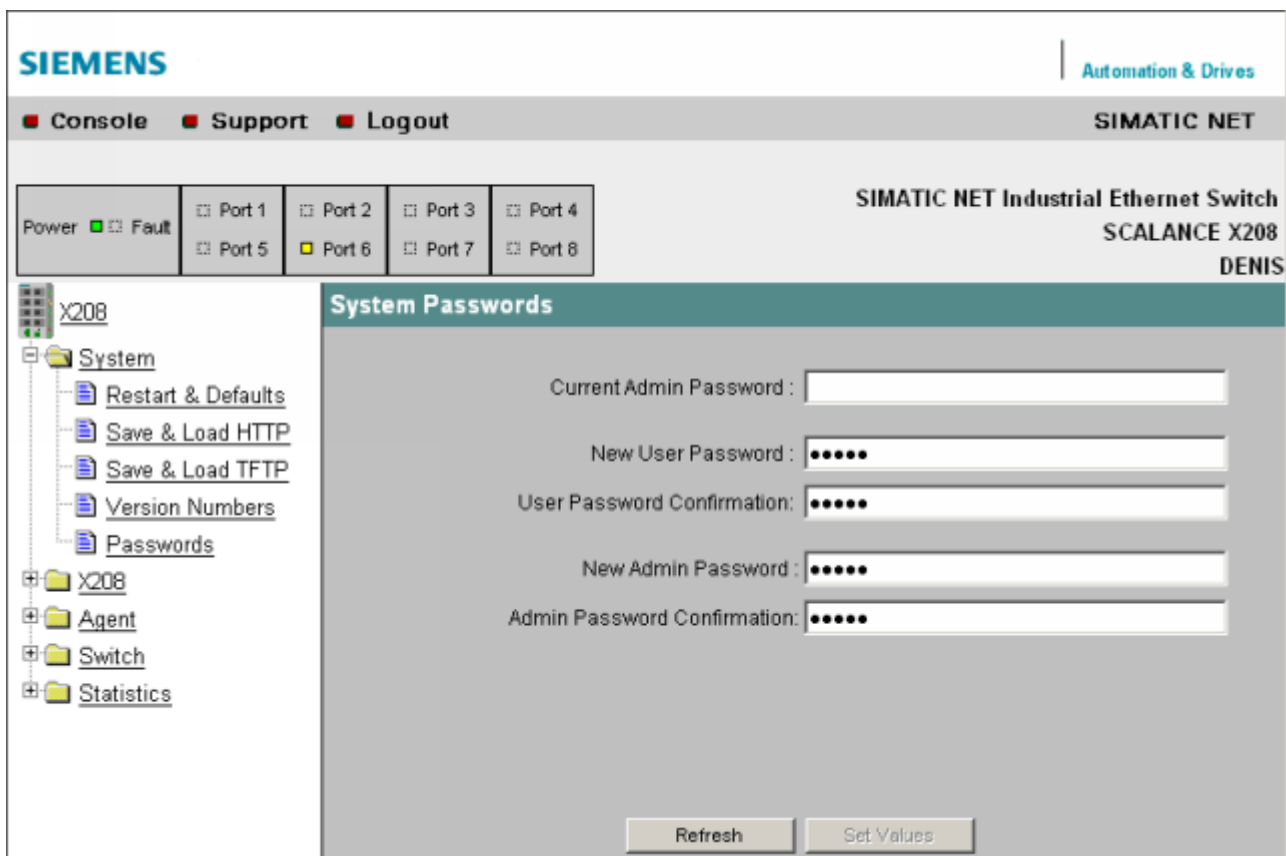 SIEMENS
Automation & Drives
Console Support Logout SIMATIC NET
Power Fault Port 1 Port 2 Port 3 Port 4
Port 5 Port 6 Port 7 Port 8
SIMATIC NET Industrial Ethernet Switch
SCALANCE X208
DENIS
X208
System
Restart & Defaults
Save & Load HTTP
Save & Load TFTP
Version Numbers
Passwords
X208
Agent
Switch
Statistics
System Passwords
Current Admin Password :
New User Password : •••••
User Password Confirmation: •••••
New Admin Password : •••••
Admin Password Confirmation: •••••
Refresh Set Values